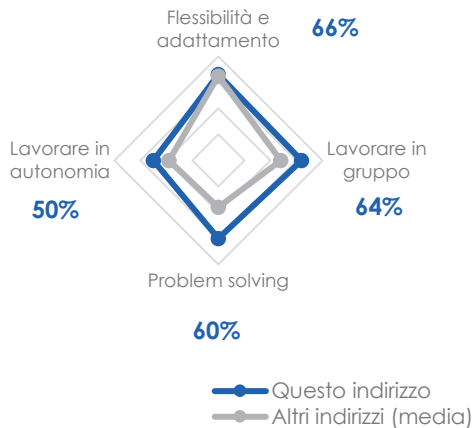 Flessibilità e
adattamento
66%
Lavorare in
autonomia
50%
Lavorare in
gruppo
64%
Problem solving
60%
Questo indirizzo
Altri indirizzi (media)